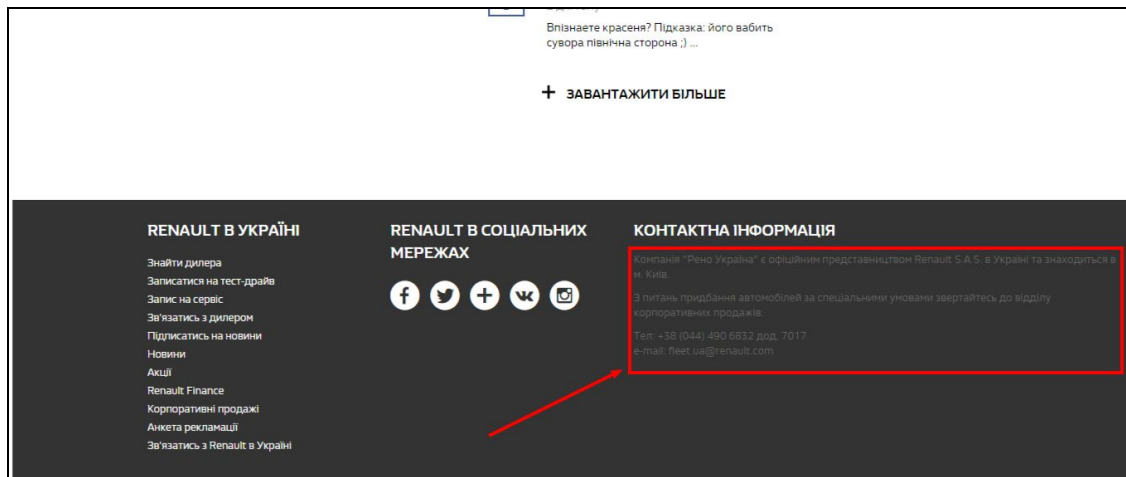 Впізнаете красеня? Підказка: його вабить
сувора північна сторона ;) ...
+ ЗАВАНТАЖИТИ БІЛЬШЕ
RENAULT В УКРАЇНІ
Знайти дилера
Записатися на тест-драйв
Запис на сервіс
Зв'язатись з дилером
Підписатись на новини
Новини
Акції
Renault Finance
Корпоративні продажі
Анкета рекламації
Зв'язатись з Renault в Україні
RENAULT В СОЦІАЛЬНИХ
МЕРЕЖАХ
КОНТАКТНА ІНФОРМАЦІЯ
Компанія "Рено Україна" є офіційним представництвом Renault S.A.S. в Україні та знаходиться в
м. Київ.
З питань придбання автомобілей за спеціальними умовами звертайтесь до відділу
корпоративних продажів:
Тел: +38 (044) 490 6832 дод. 7017
e-mail: fleet.ua@renault.com